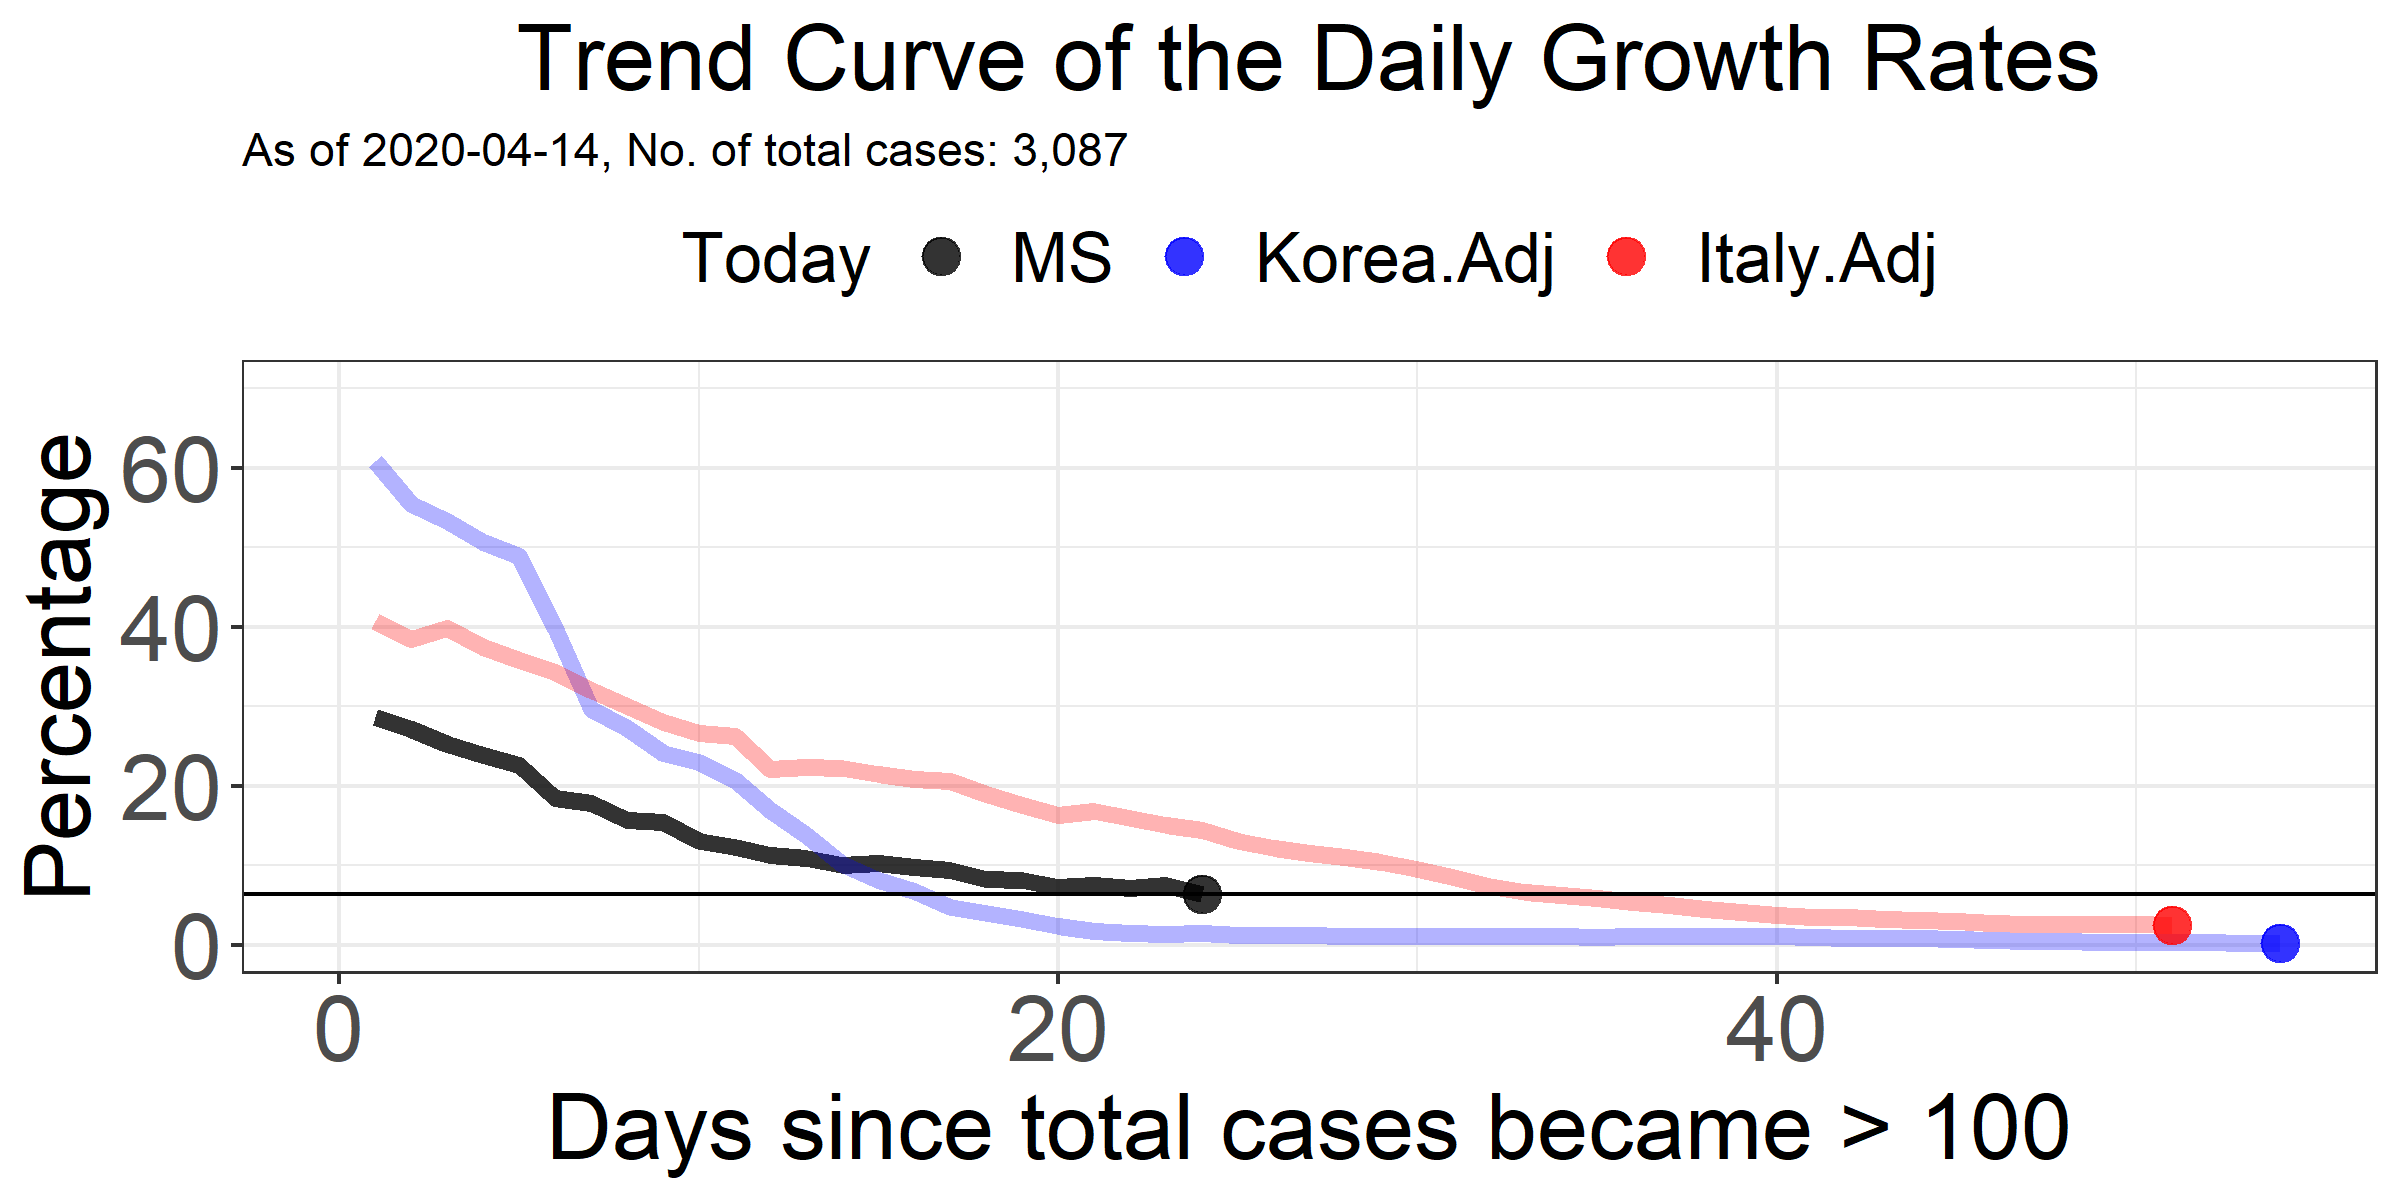 Trend Curve of the Daily Growth Rates
As of 2020-04-14, No. of total cases: 3,087
Today MS Korea.Adj Italy.Adj
Percentage
60
40
20
0
0 20 40
Days since total cases became > 100